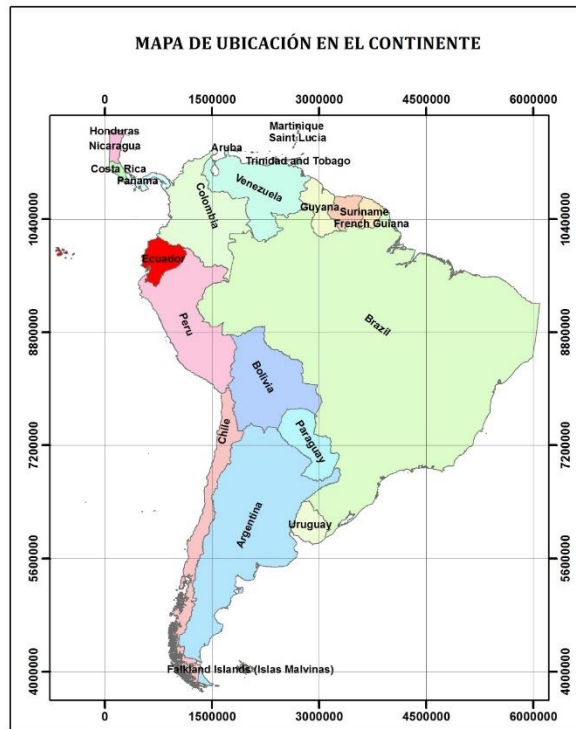 MAPA DE UBICACIÓN EN EL CONTINENTE
0 1500000 3000000 4500000 6000000
Martinique
Honduras
Saint Lucia
Nicaragua
Aruba
Trinidad and Tobago
Costa Rica
Panama
Venezuela
Colombia
Guyana
Suriname
French Guiana
10400000 10400000
Ecuador
Brazil
Peru
8800000 8800000
Bolivia
Chile
Paraguay
7200000 7200000
Argentina
Uruguay
5600000 5600000
Falkland Islands (Islas Malvinas)
4000000 4000000
0 1500000 3000000 4500000 6000000